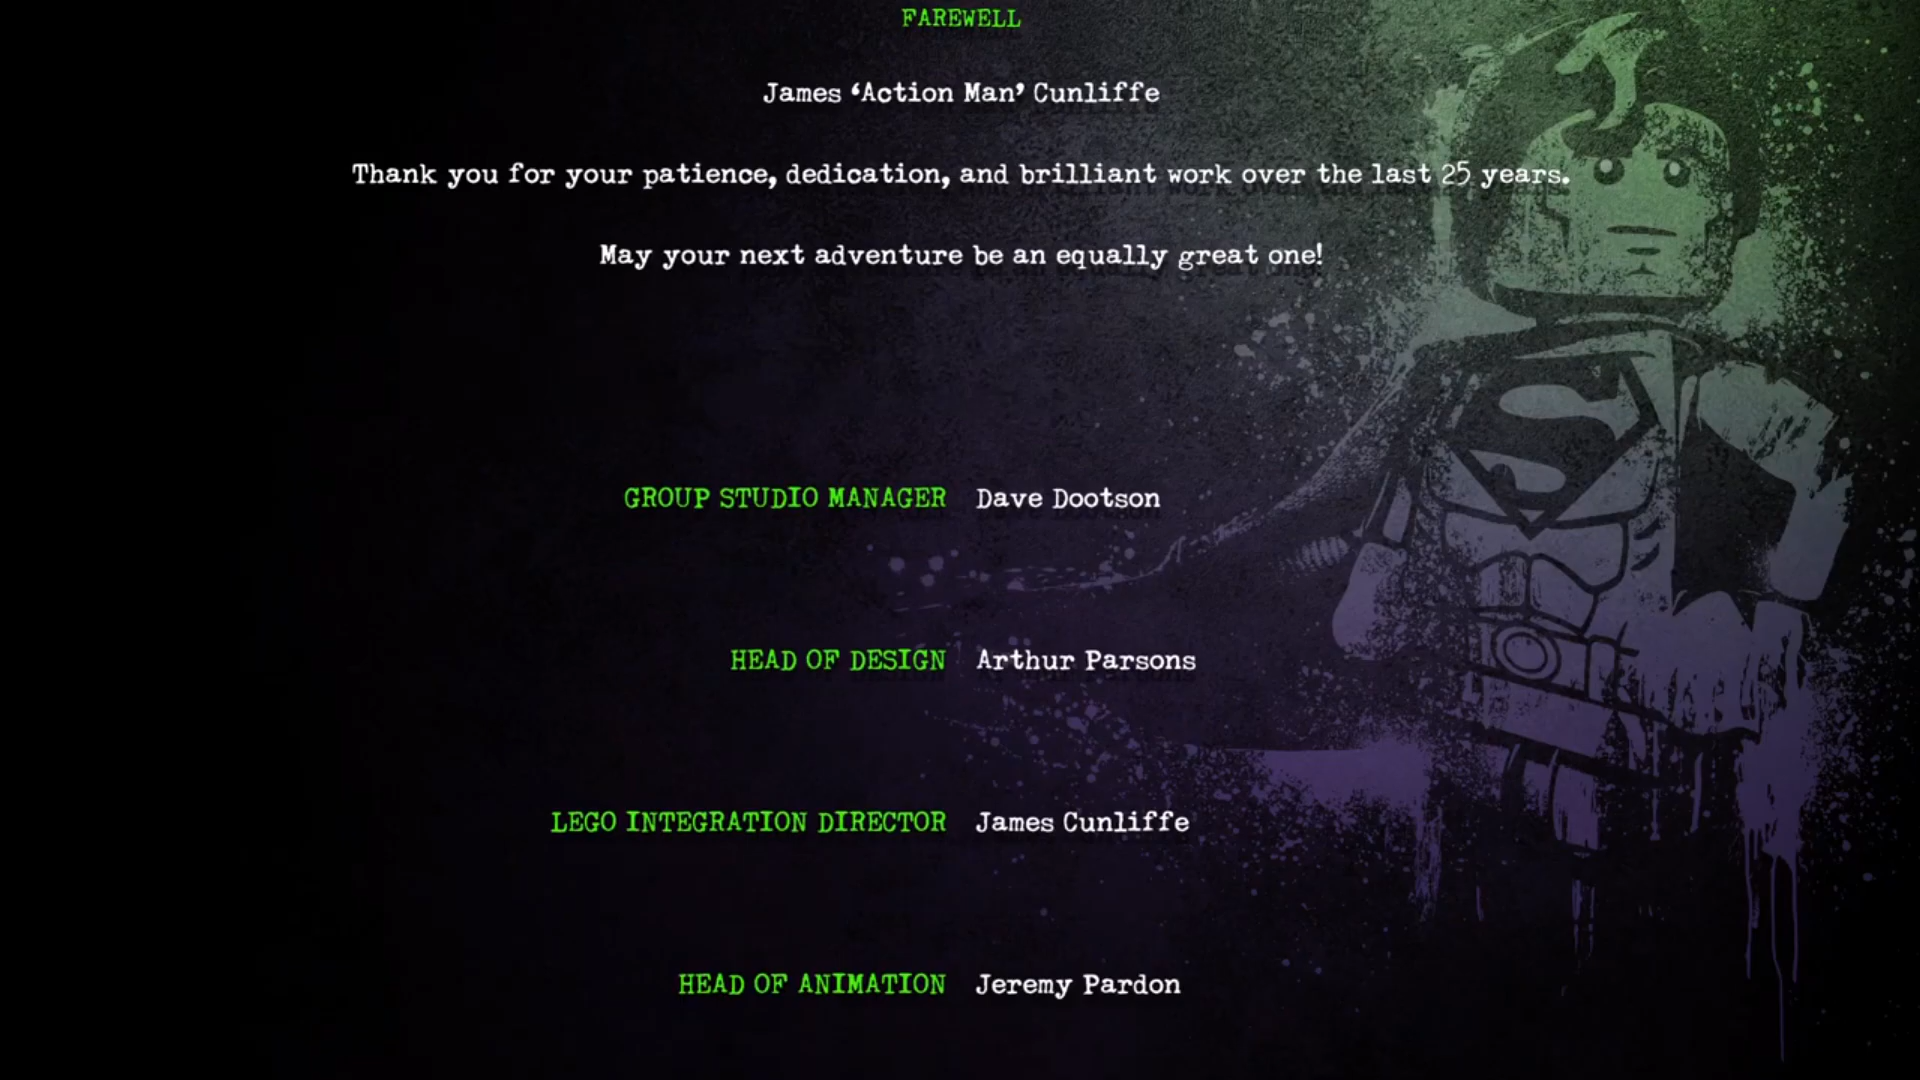 FAREWELL
James ‘Action Man’ Cunliffe
Thank you for your patience, dedication, and brilliant work over the last 25 years.
May your next adventure be an equally great one!
GROUP STUDIO MANAGER Dave Dootson
HEAD OF DESIGN Arthur Parsons
LEGO INTEGRATION DIRECTOR James Cunliffe
HEAD OF ANIMATION Jeremy Pardon